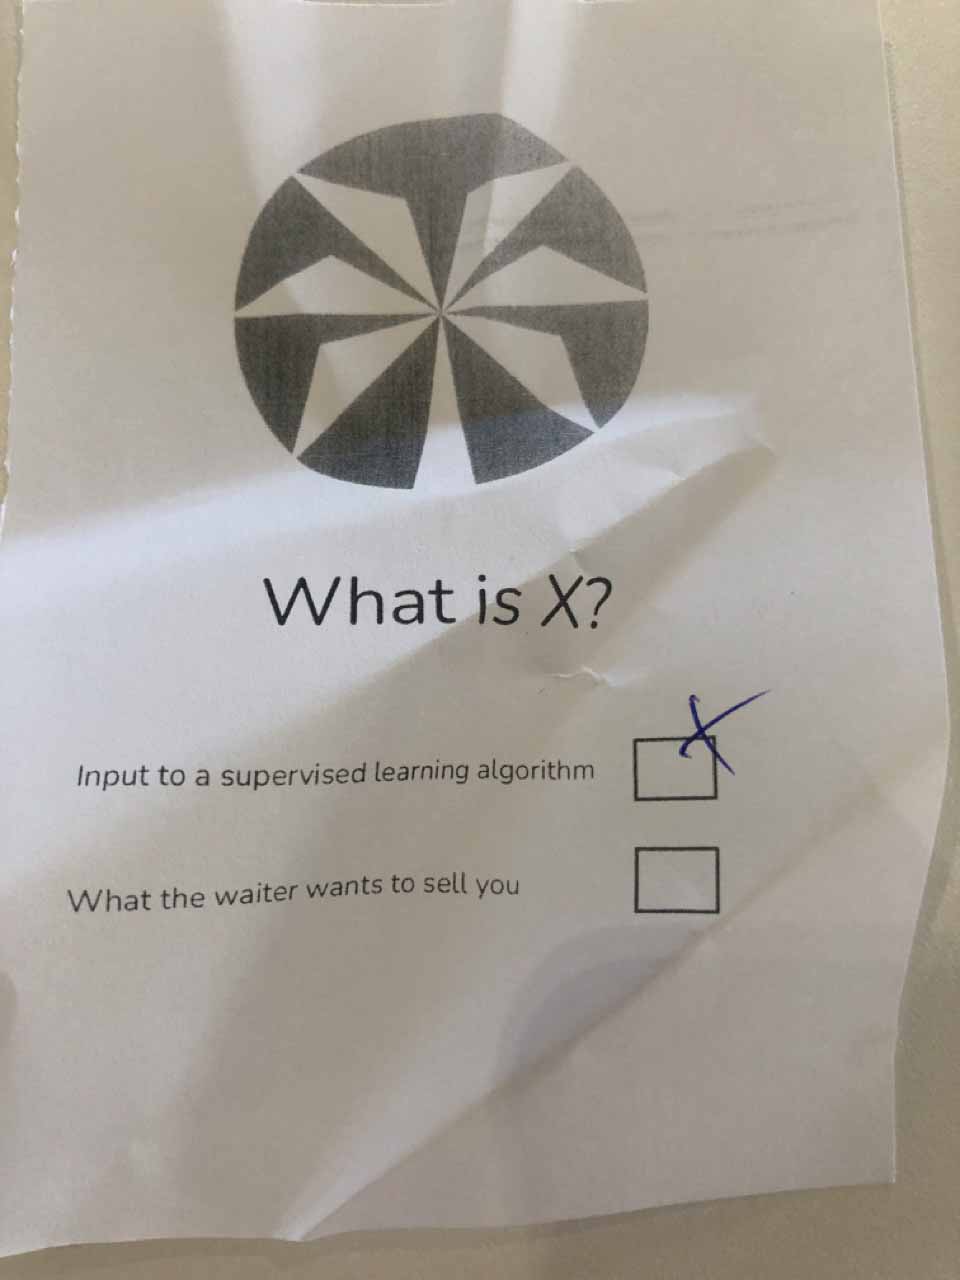 What is X?
Input to a supervised learning algorithm
What the waiter wants to sell you